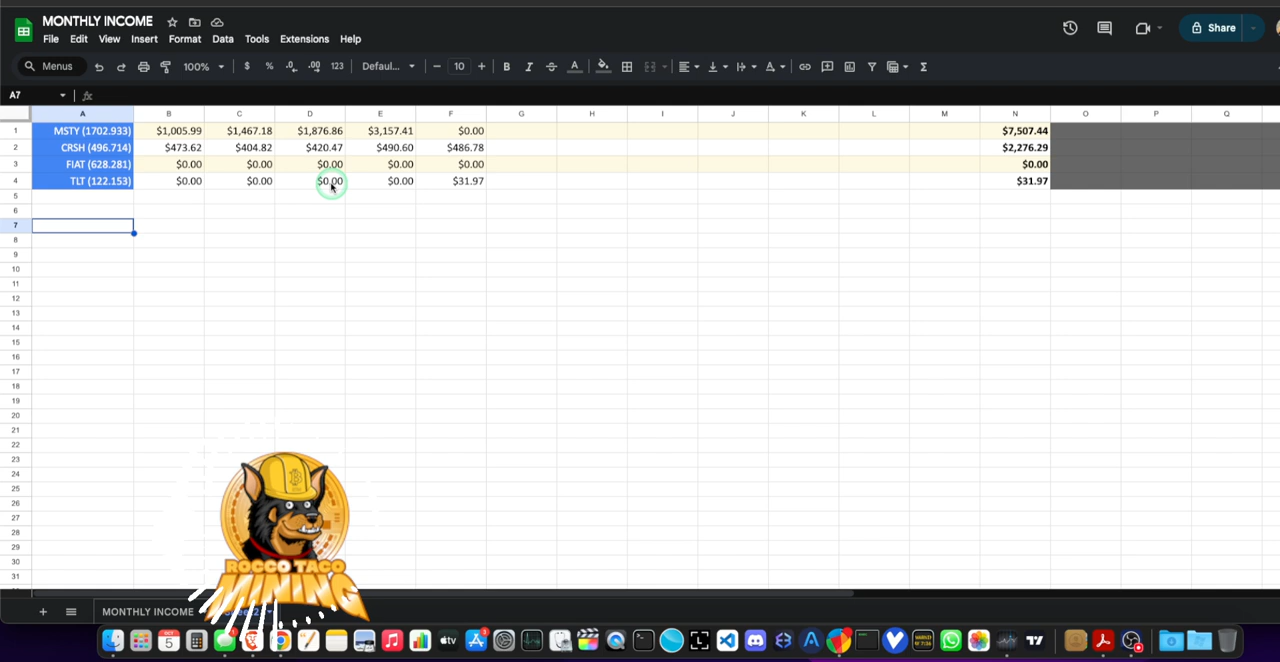 MONTHLY INCOME
File Edit View Insert Format Data Tools Extensions Help
Share
Menus 100% $ % .0 .00 123 Defaul... − 10 + B I S A Σ
A7 fx
A B C D E F G H I J K L M N O P Q
1 MSTY (1702.933) $1,005.99 $1,467.18 $1,876.86 $3,157.41 $0.00 $7,507.44
2 CRSH (496.714) $473.62 $404.82 $420.47 $490.60 $486.78 $2,276.29
3 FIAT (628.281) $0.00 $0.00 $0.00 $0.00 $0.00 $0.00
4 TLT (122.153) $0.00 $0.00 $0.00 $0.00 $31.97 $31.97
5
6
7
8
9
10
11
12
13
14
15
16
17
18
19
20
21
22
23
24
25
26
27
28
29
30
31
ROCCO TACO
MINING
+ MONTHLY INCOME
OCT
5
tv